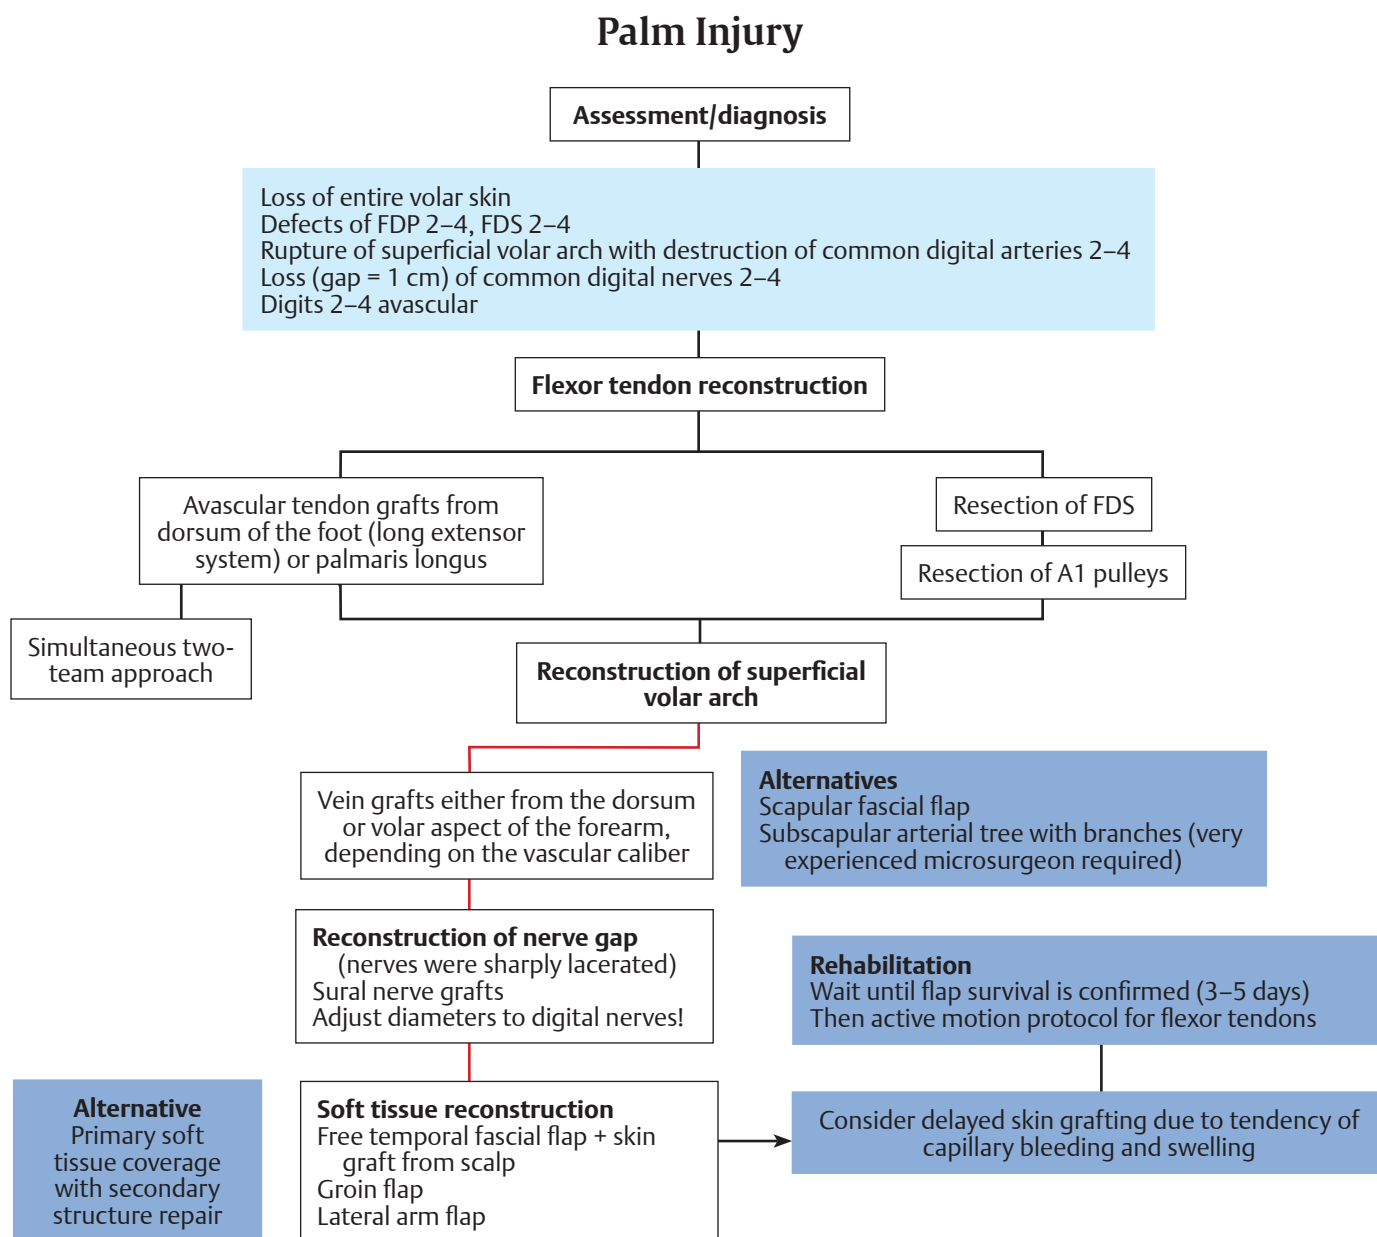 Palm Injury
Assessment/diagnosis
Loss of entire volar skin
Defects of FDP 2–4, FDS 2–4
Rupture of superficial volar arch with destruction of common digital arteries 2–4
Loss (gap = 1 cm) of common digital nerves 2–4
Digits 2–4 avascular
Flexor tendon reconstruction
Avascular tendon grafts from
dorsum of the foot (long extensor
system) or palmaris longus
Resection of FDS
Resection of A1 pulleys
Simultaneous two-
team approach
Reconstruction of superficial
volar arch
Vein grafts either from the dorsum
or volar aspect of the forearm,
depending on the vascular caliber
Alternatives
Scapular fascial flap
Subscapular arterial tree with branches (very
experienced microsurgeon required)
Reconstruction of nerve gap
(nerves were sharply lacerated)
Sural nerve grafts
Adjust diameters to digital nerves!
Rehabilitation
Wait until flap survival is confirmed (3–5 days)
Then active motion protocol for flexor tendons
Alternative
Primary soft
tissue coverage
with secondary
structure repair
Soft tissue reconstruction
Free temporal fascial flap + skin
graft from scalp
Groin flap
Lateral arm flap
Consider delayed skin grafting due to tendency of
capillary bleeding and swelling